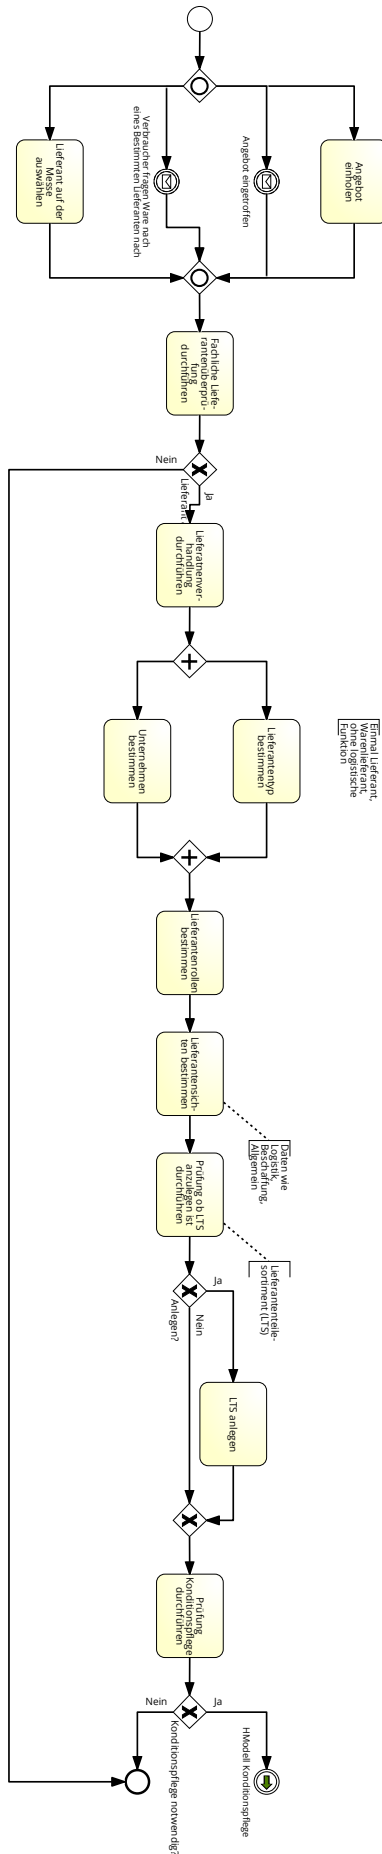 Angebot
einholen
Angebot eingetroffen
Verbraucher fragen Ware nach
eines Bestimmten Lieferanten nach
Lieferant auf der
Messe
auswählen
Fachliche Liefe-
rantenüberprü-
fung
durchführen
Nein
Ja
Lieferant
Lieferatnenver-
handlung
durchführen
Einmal Lieferant,
Warenlieferant,
ohne logistische
Funktion
Lieferantentyp
bestimmen
Unternehmen
bestimmen
Lieferantenrollen
bestimmen
Lieferantensich-
ten bestimmen
Daten wie
Logistik,
Beschaffung,
Allgemein
Prüfung ob LTS
anzulegen ist
durchführen
Lieferantenteile-
sortiment (LTS)
Ja
Nein
Anlegen?
LTS anlegen
Prüfung
Konditionspflege
durchführen
Nein
Ja
Konditionspflege notwendig?
HModell Konditionspflege